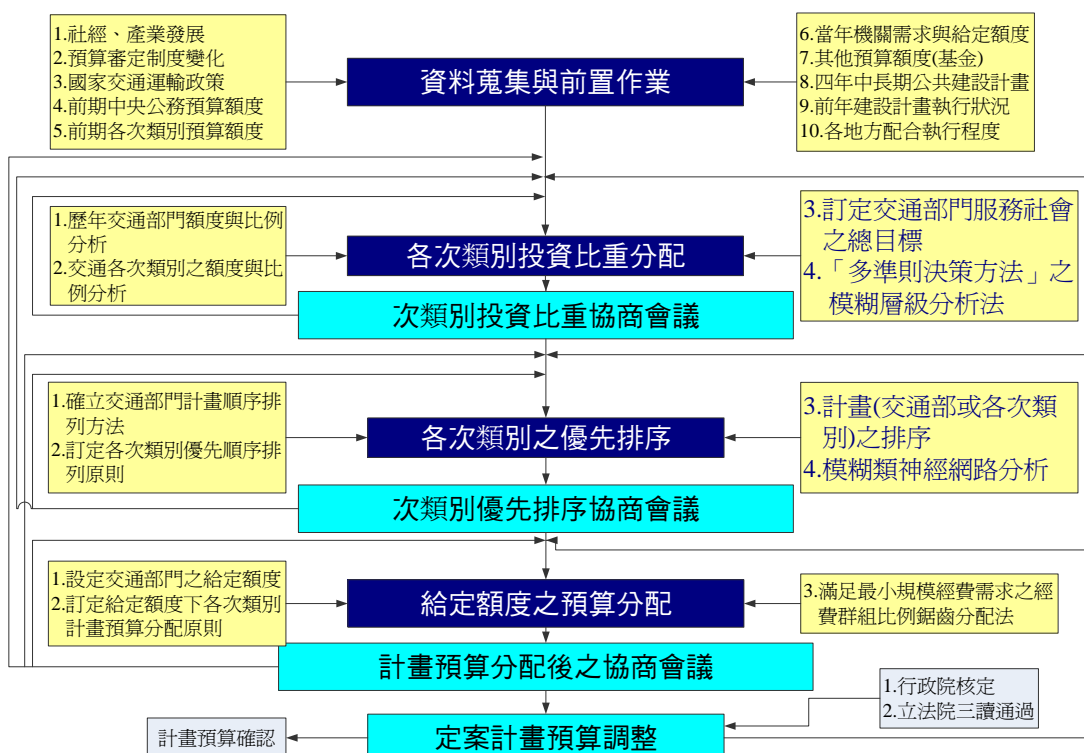 1.社經、產業發展
2.預算審定制度變化
3.國家交通運輸政策
4.前期中央公務預算額度
5.前期各次類別預算額度
資料蒐集與前置作業
6.當年機關需求與給定額度
7.其他預算額度(基金)
8.四年中長期公共建設計畫
9.前年建設計畫執行狀況
10.各地方配合執行程度
1.歷年交通部門額度與比例
分析
2.交通各次類別之額度與比
例分析
各次類別投資比重分配
3.訂定交通部門服務社會
之總目標
4.「多準則決策方法」之
模糊層級分析法
次類別投資比重協商會議
1.確立交通部門計畫順序排
列方法
2.訂定各次類別優先順序排
列原則
各次類別之優先排序
3.計畫(交通部或各次類
別)之排序
4.模糊類神經網路分析
次類別優先排序協商會議
1.設定交通部門之給定額度
2.訂定給定額度下各次類別
計畫預算分配原則
給定額度之預算分配
3.滿足最小規模經費需求之經
費群組比例鋸齒分配法
計畫預算分配後之協商會議
1.行政院核定
2.立法院三讀通過
計畫預算確認
定案計畫預算調整